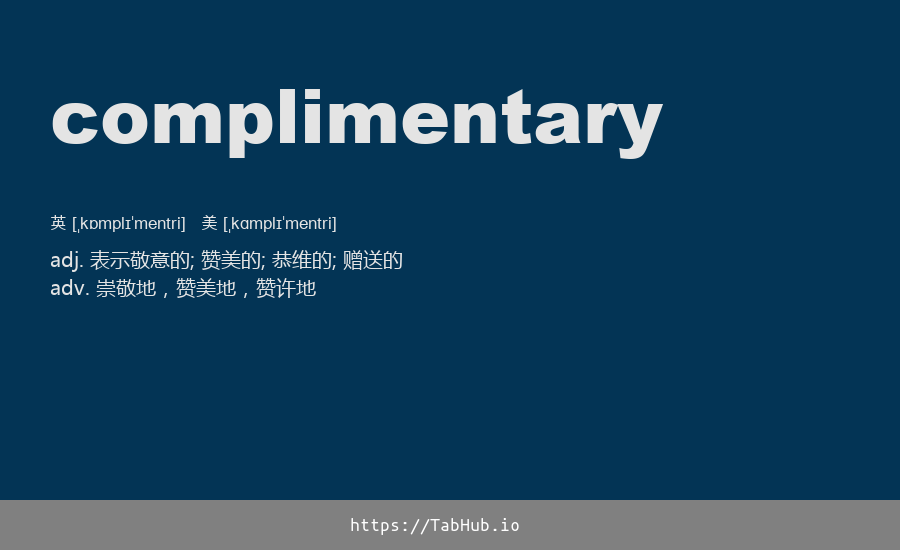 complimentary
英 [ˌkɒmplɪˈmentri] 美 [ˌkɑmplɪˈmentri]
adj. 表示敬意的; 赞美的; 恭维的; 赠送的
adv. 崇敬地，赞美地，赞许地
https://TabHub.io